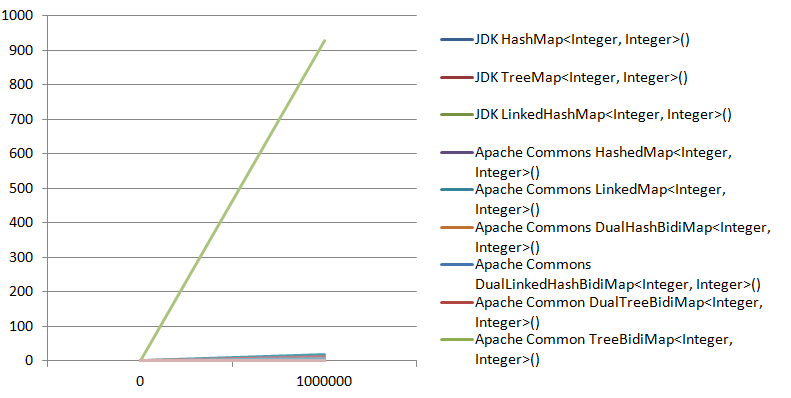 1000
900
800
700
600
500
400
300
200
100
0
0
1000000
JDK HashMap<Integer, Integer>()
JDK TreeMap<Integer, Integer>()
JDK LinkedHashMap<Integer, Integer>()
Apache Commons HashedMap<Integer,
Integer>()
Apache Commons LinkedMap<Integer,
Integer>()
Apache Commons DualHashBidiMap<Integer,
Integer>()
Apache Commons
DualLinkedHashBidiMap<Integer, Integer>()
Apache Common DualTreeBidiMap<Integer,
Integer>()
Apache Common TreeBidiMap<Integer,
Integer>()